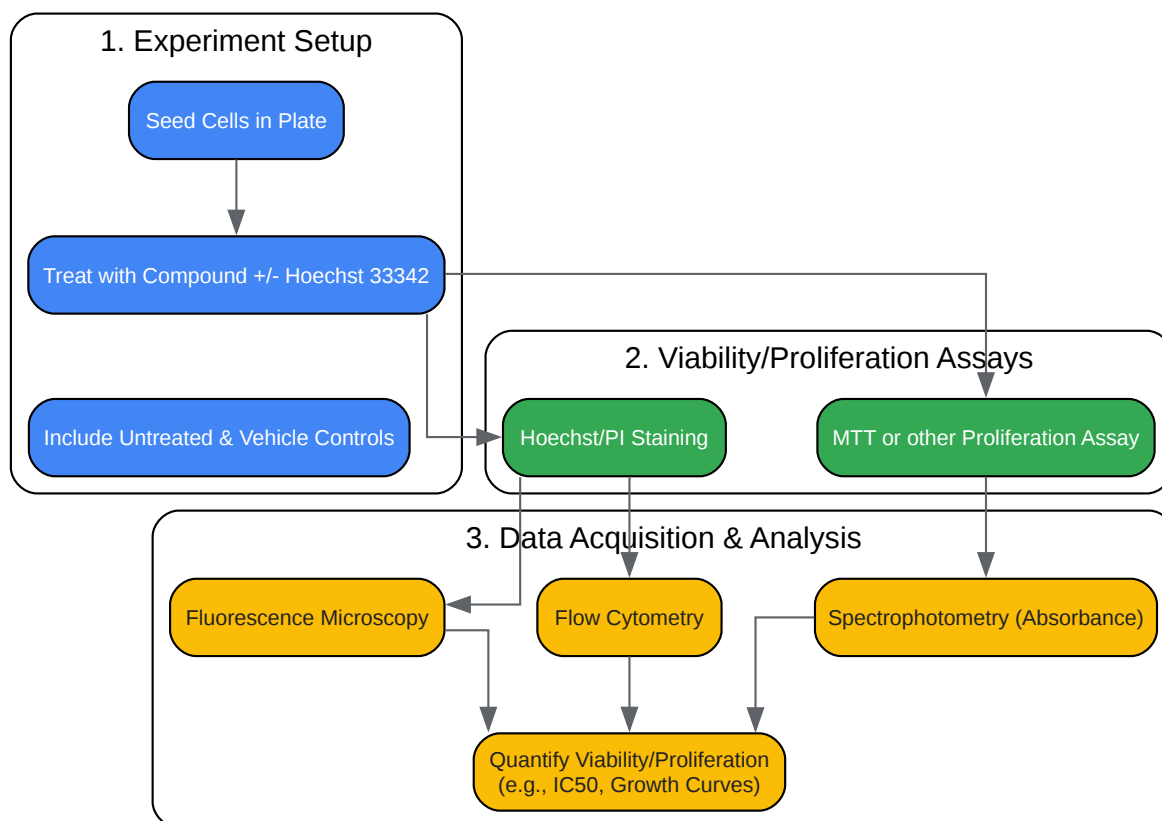 1. Experiment Setup
Seed Cells in Plate
Treat with Compound +/- Hoechst 33342
Include Untreated & Vehicle Controls
2. Viability/Proliferation Assays
Hoechst/PI Staining
MTT or other Proliferation Assay
3. Data Acquisition & Analysis
Fluorescence Microscopy
Flow Cytometry
Spectrophotometry (Absorbance)
Quantify Viability/Proliferation
(e.g., IC50, Growth Curves)